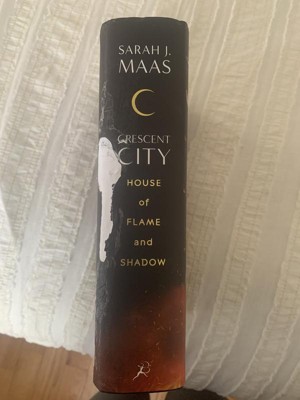 SARAH J.
MAAS
CRESCENT
CITY
HOUSE
of
FLAME
and
SHADOW